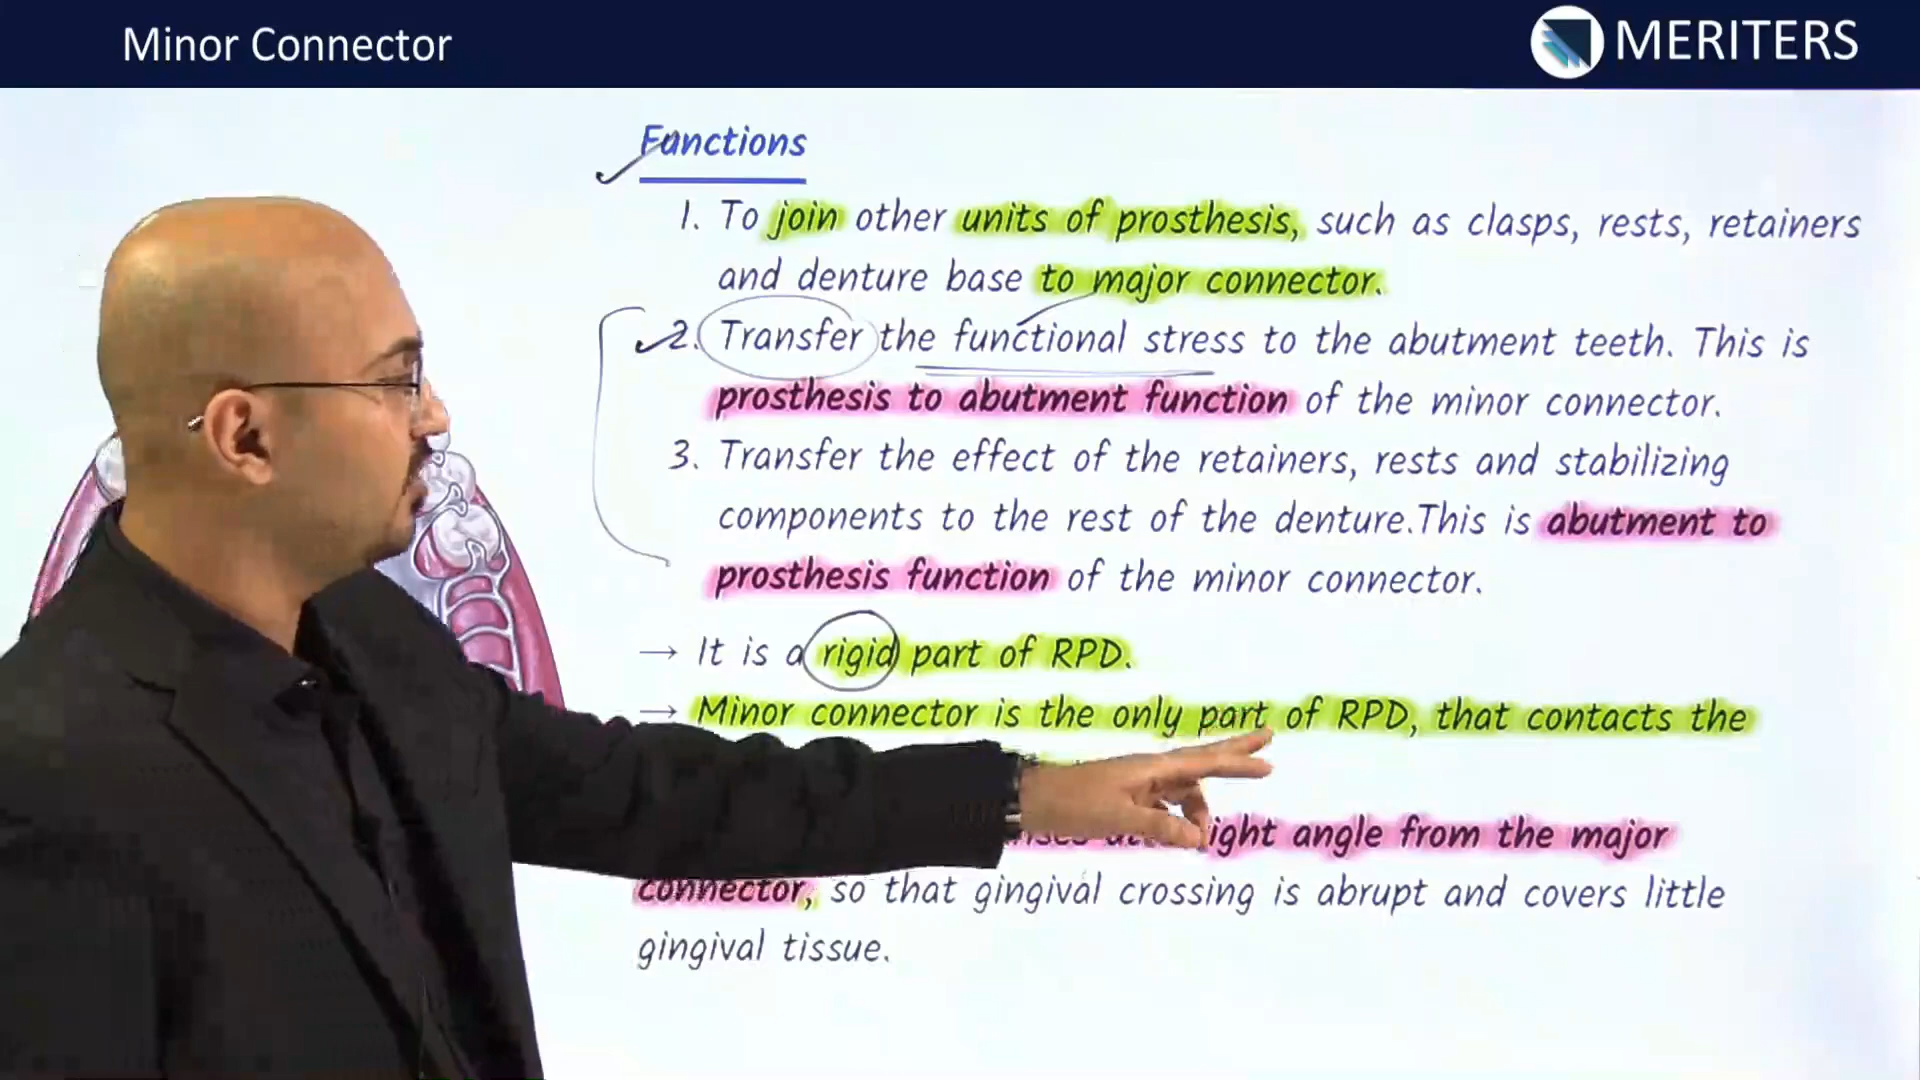 Minor Connector
MERITERS
Functions
1. To join other units of prosthesis, such as clasps, rests, retainers
and denture base to major connector.
2. Transfer the functional stress to the abutment teeth. This is
prosthesis to abutment function of the minor connector.
3. Transfer the effect of the retainers, rests and stabilizing
components to the rest of the denture.This is abutment to
prosthesis function of the minor connector.
→ It is a rigid part of RPD.
→ Minor connector is the only part of RPD, that contacts the
angle from the major
connector, so that gingival crossing is abrupt and covers little
gingival tissue.